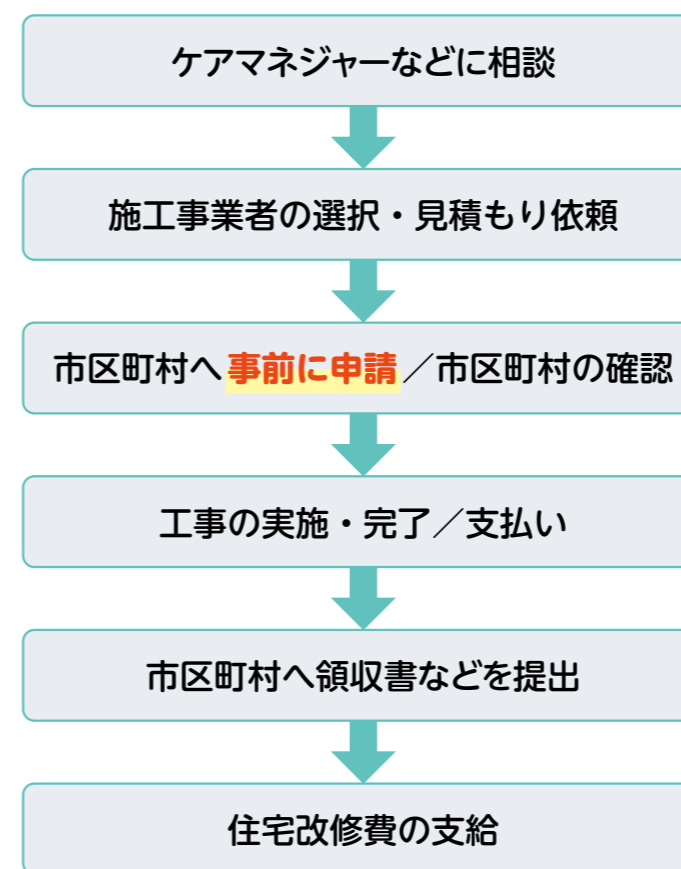 ケアマネジャーなどに相談
施工事業者の選択・見積もり依頼
市区町村へ事前に申請／市区町村の確認
工事の実施・完了／支払い
市区町村へ領収書などを提出
住宅改修費の支給